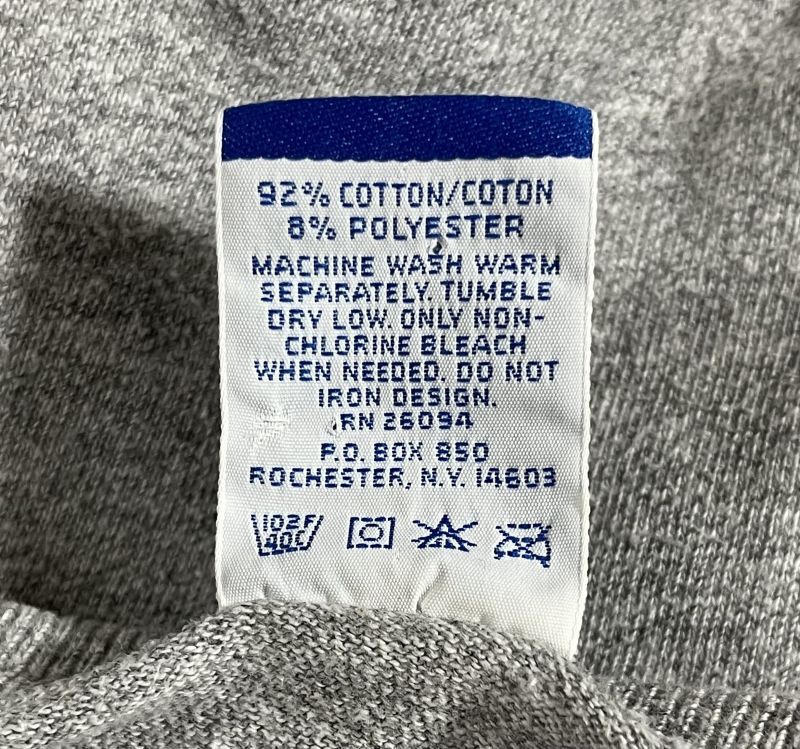 92% COTTON/COTON
8% POLYESTER
MACHINE WASH WARM
SEPARATELY. TUMBLE
DRY LOW. ONLY NON-
CHLORINE BLEACH
WHEN NEEDED. DO NOT
IRON DESIGN.
RN 26094
P.O. BOX 850
ROCHESTER, N.Y. 14603
102F
40C